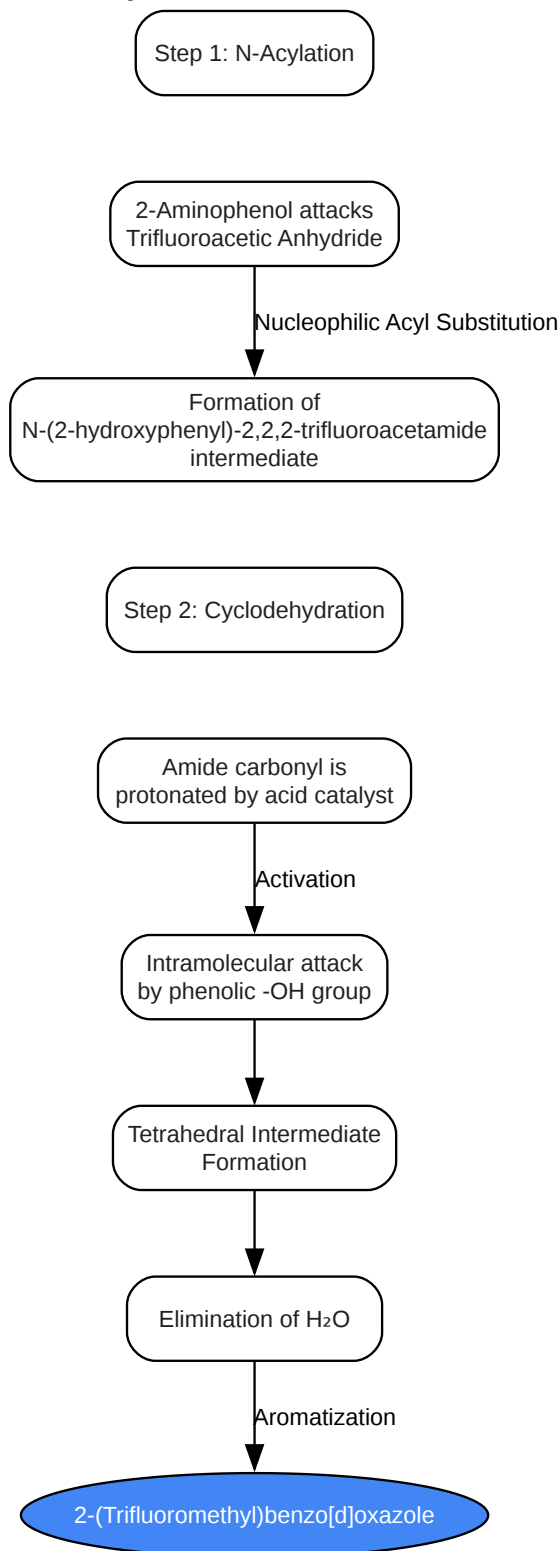 Step 1: N-Acylation
2-Aminophenol attacks
Trifluoroacetic Anhydride
Nucleophilic Acyl Substitution
Formation of
N-(2-hydroxyphenyl)-2,2,2-trifluoroacetamide
intermediate
Step 2: Cyclodehydration
Amide carbonyl is
protonated by acid catalyst
Activation
Intramolecular attack
by phenolic -OH group
Tetrahedral Intermediate
Formation
Elimination of H₂O
Aromatization
2-(Trifluoromethyl)benzo[d]oxazole